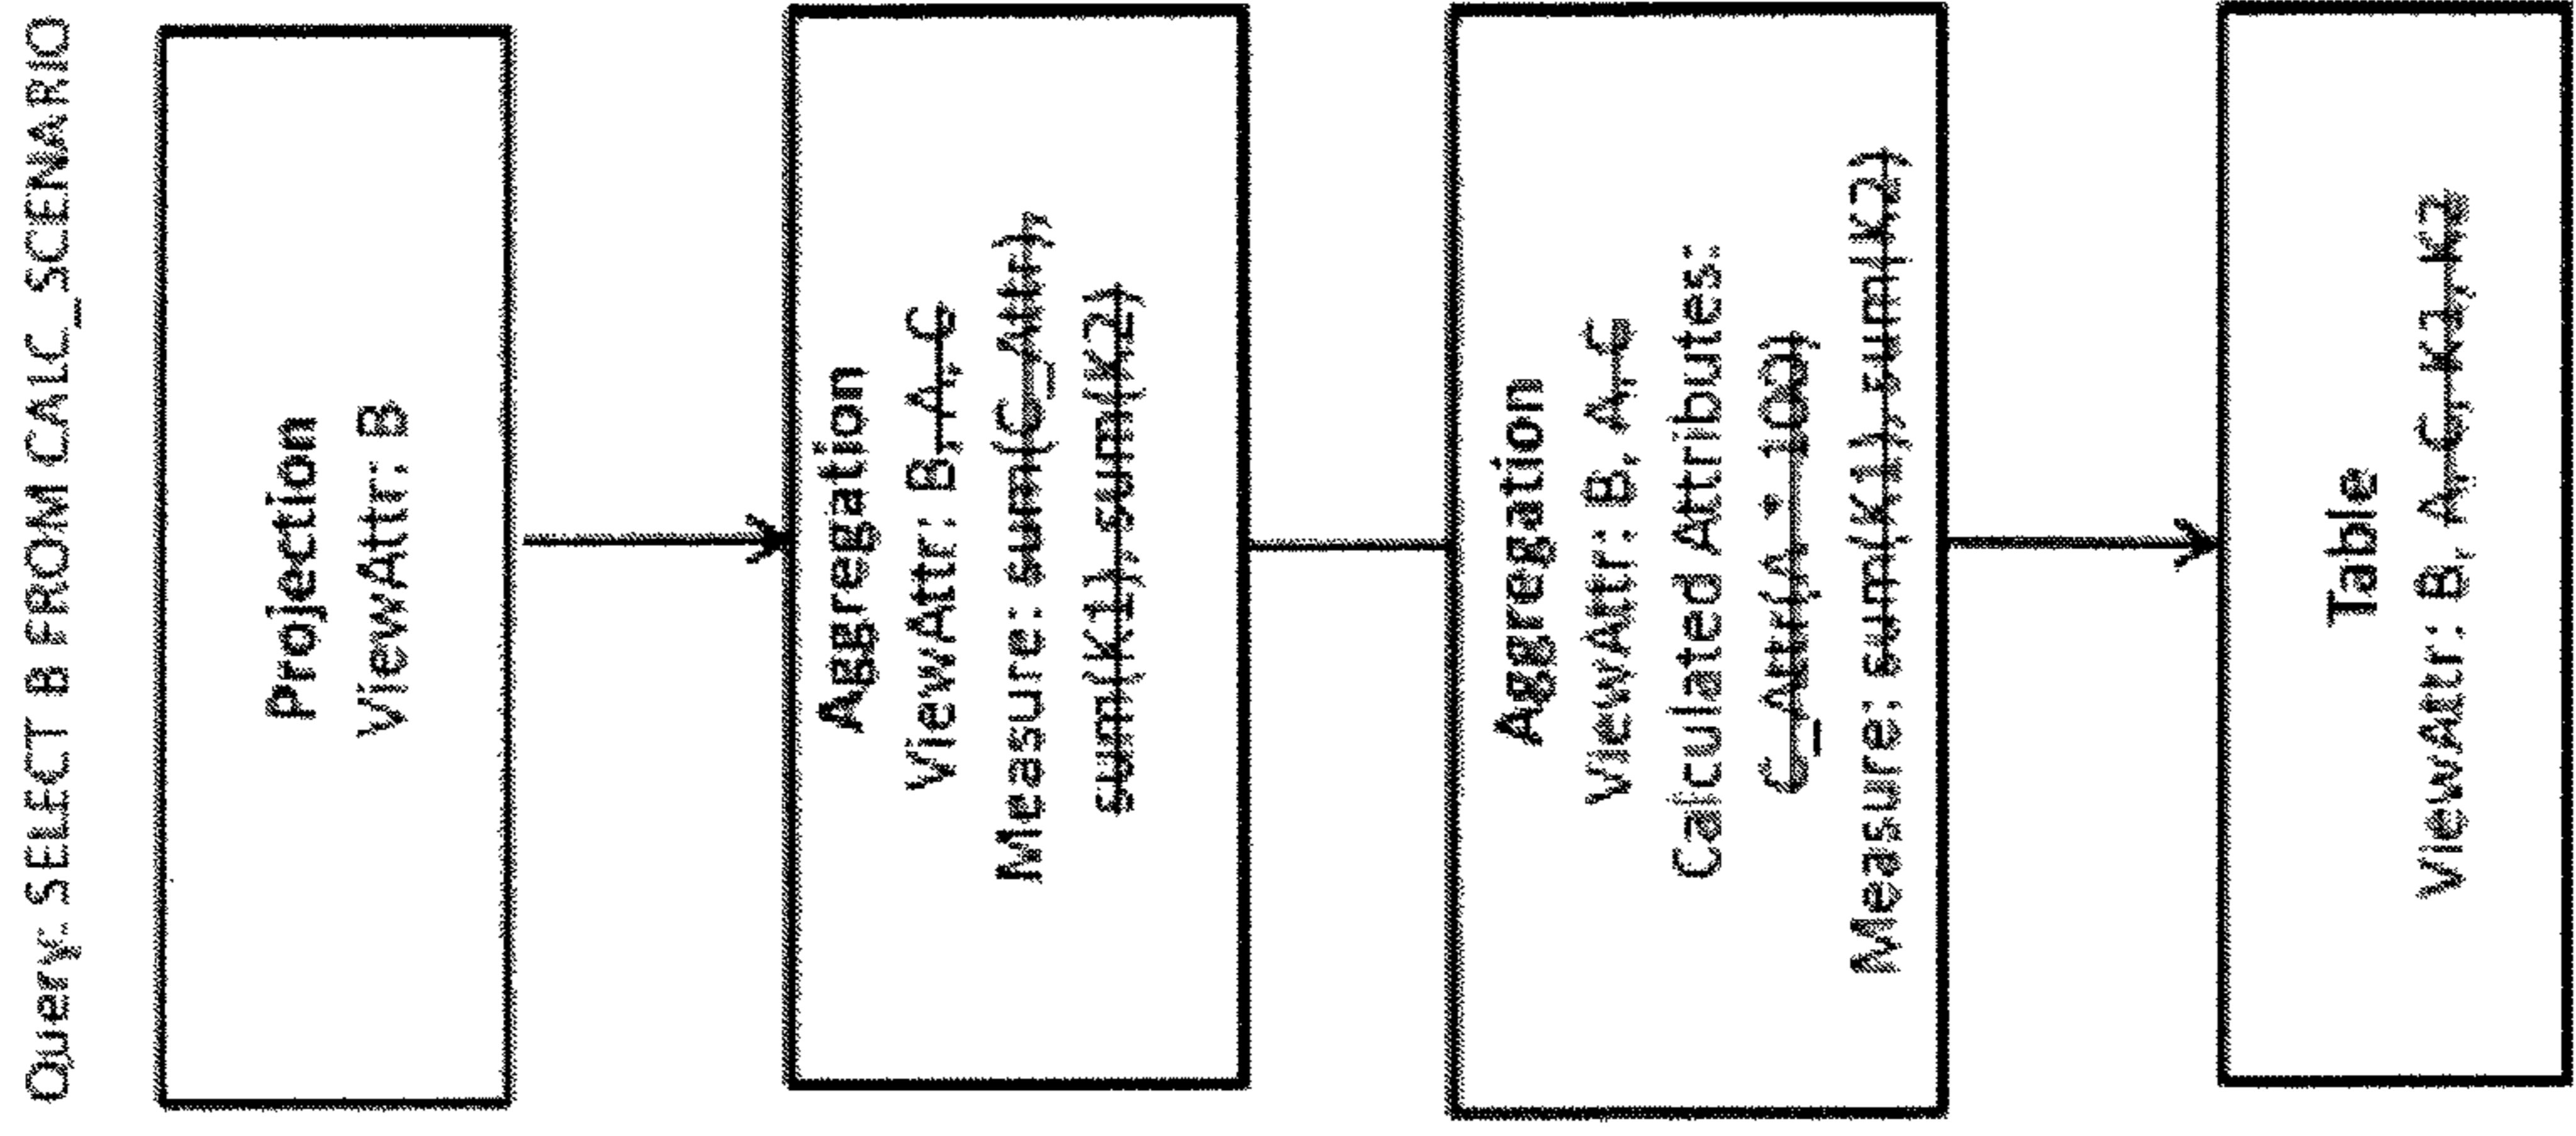 Query: SELECT B FROM CALC_SCENARIO
Projection
ViewAttr: B
Aggregation
ViewAttr: B, A, C
Measure: sum(C_Attr),
sum(K1), sum(K2)
Aggregation
ViewAttr: B, A, C
Calculated Attributes:
C_Attr(A * 100)
Measure: sum(K1), sum(K2)
Table
ViewAttr: B, A, C, K1, K2